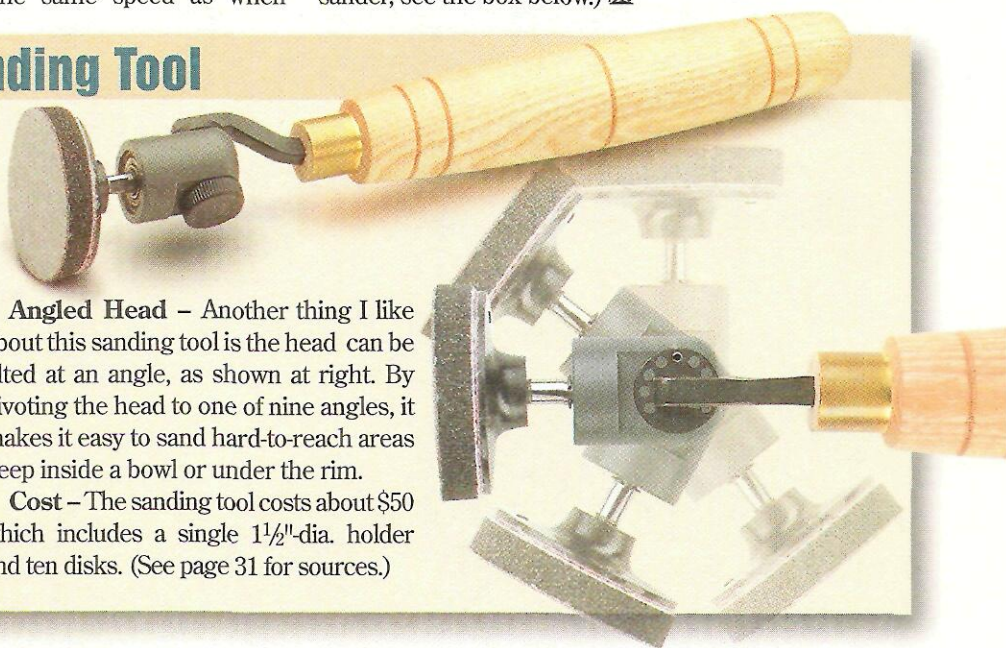 same speed as when
sander, see the box below.)
ding Tool
Angled Head – Another thing I like
bout this sanding tool is the head can be
lted at an angle, as shown at right. By
ivoting the head to one of nine angles, it
akes it easy to sand hard-to-reach areas
eep inside a bowl or under the rim.
Cost – The sanding tool costs about $50
hich includes a single 1½"-dia. holder
nd ten disks. (See page 31 for sources.)